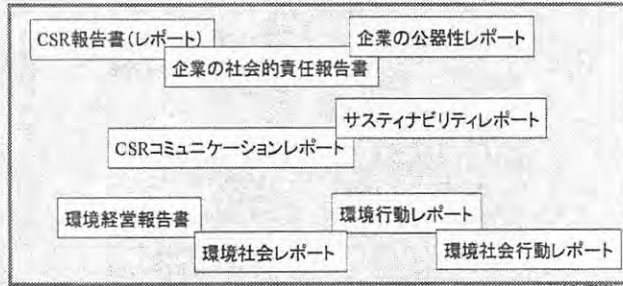 CSR報告書(レポート)
企業の公器性レポート
企業の社会的責任報告書
サスティナビリティレポート
CSRコミュニケーションレポート
環境経営報告書
環境行動レポート
環境社会レポート
環境社会行動レポート